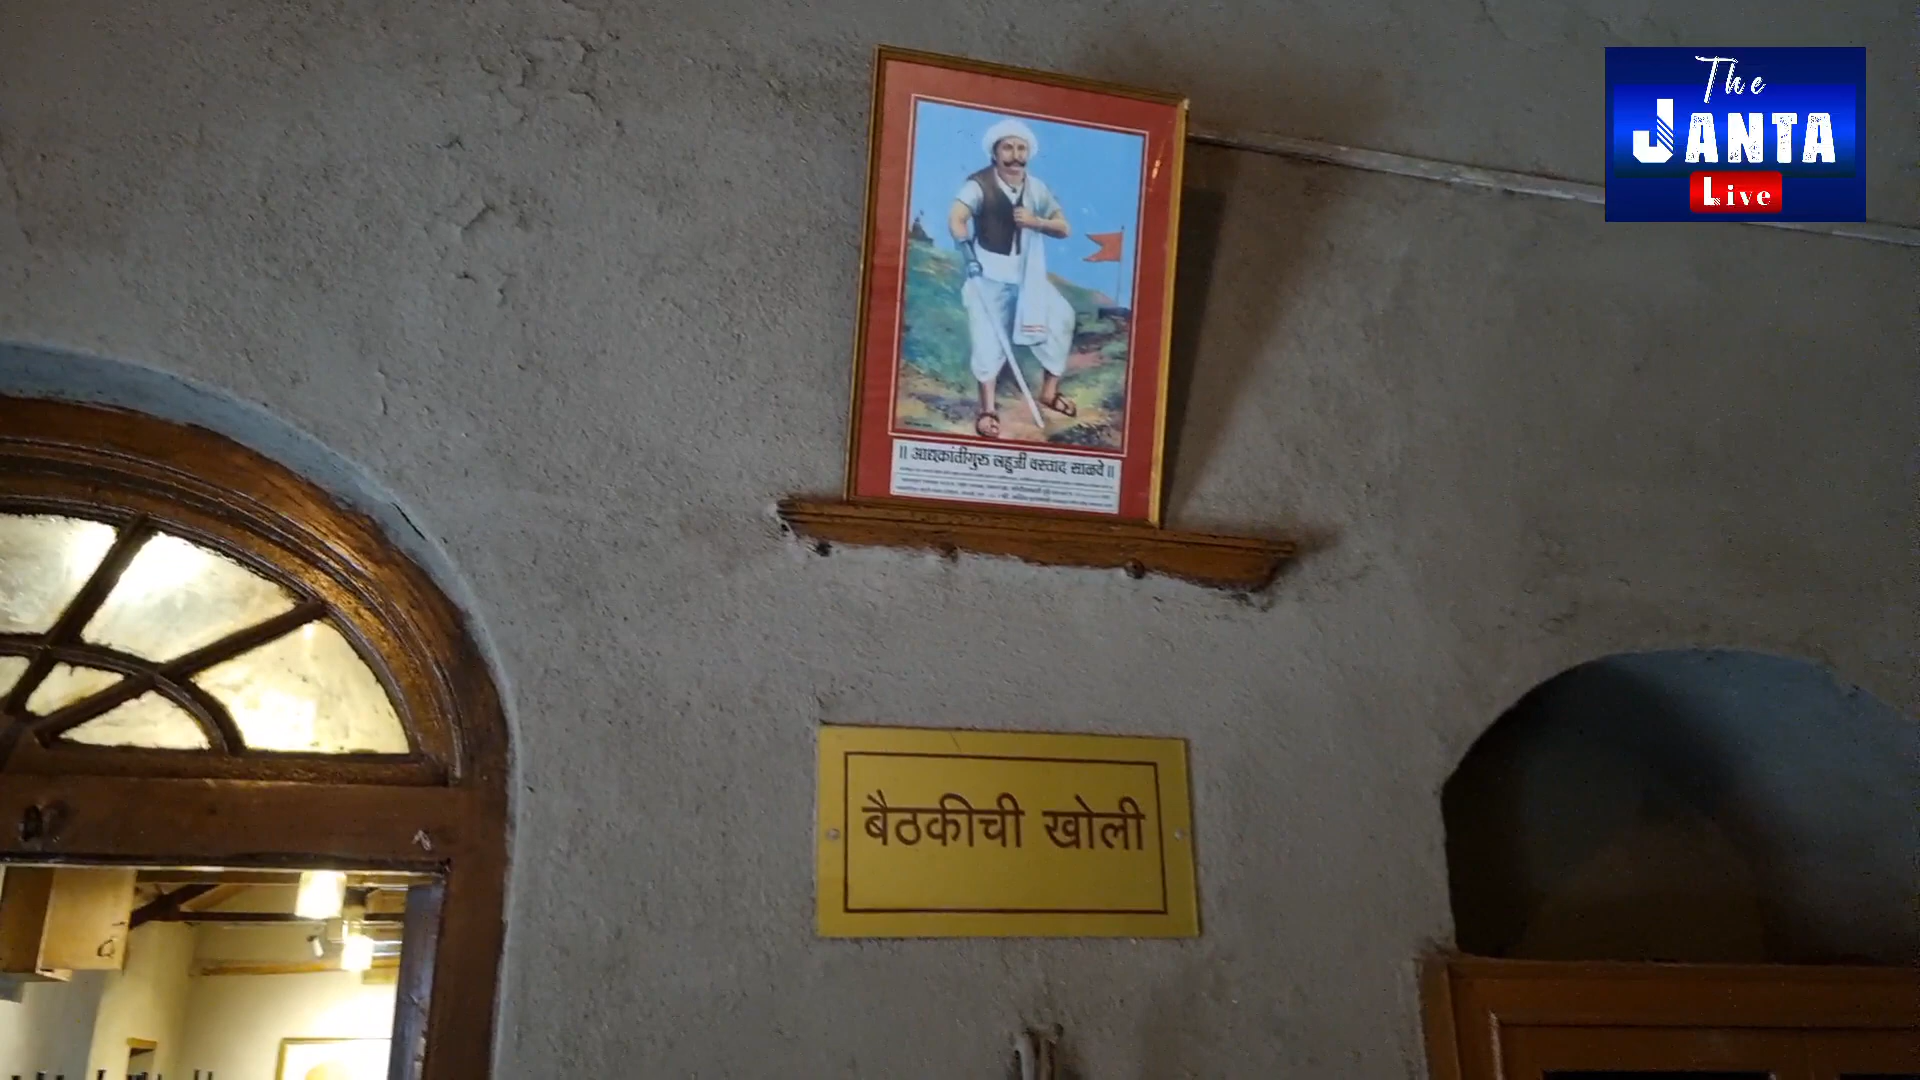 The
JANTA
Live
॥ आद्यक्रांतीगुरू लहुजी वस्ताद साळवे ॥
बैठकीची खोली